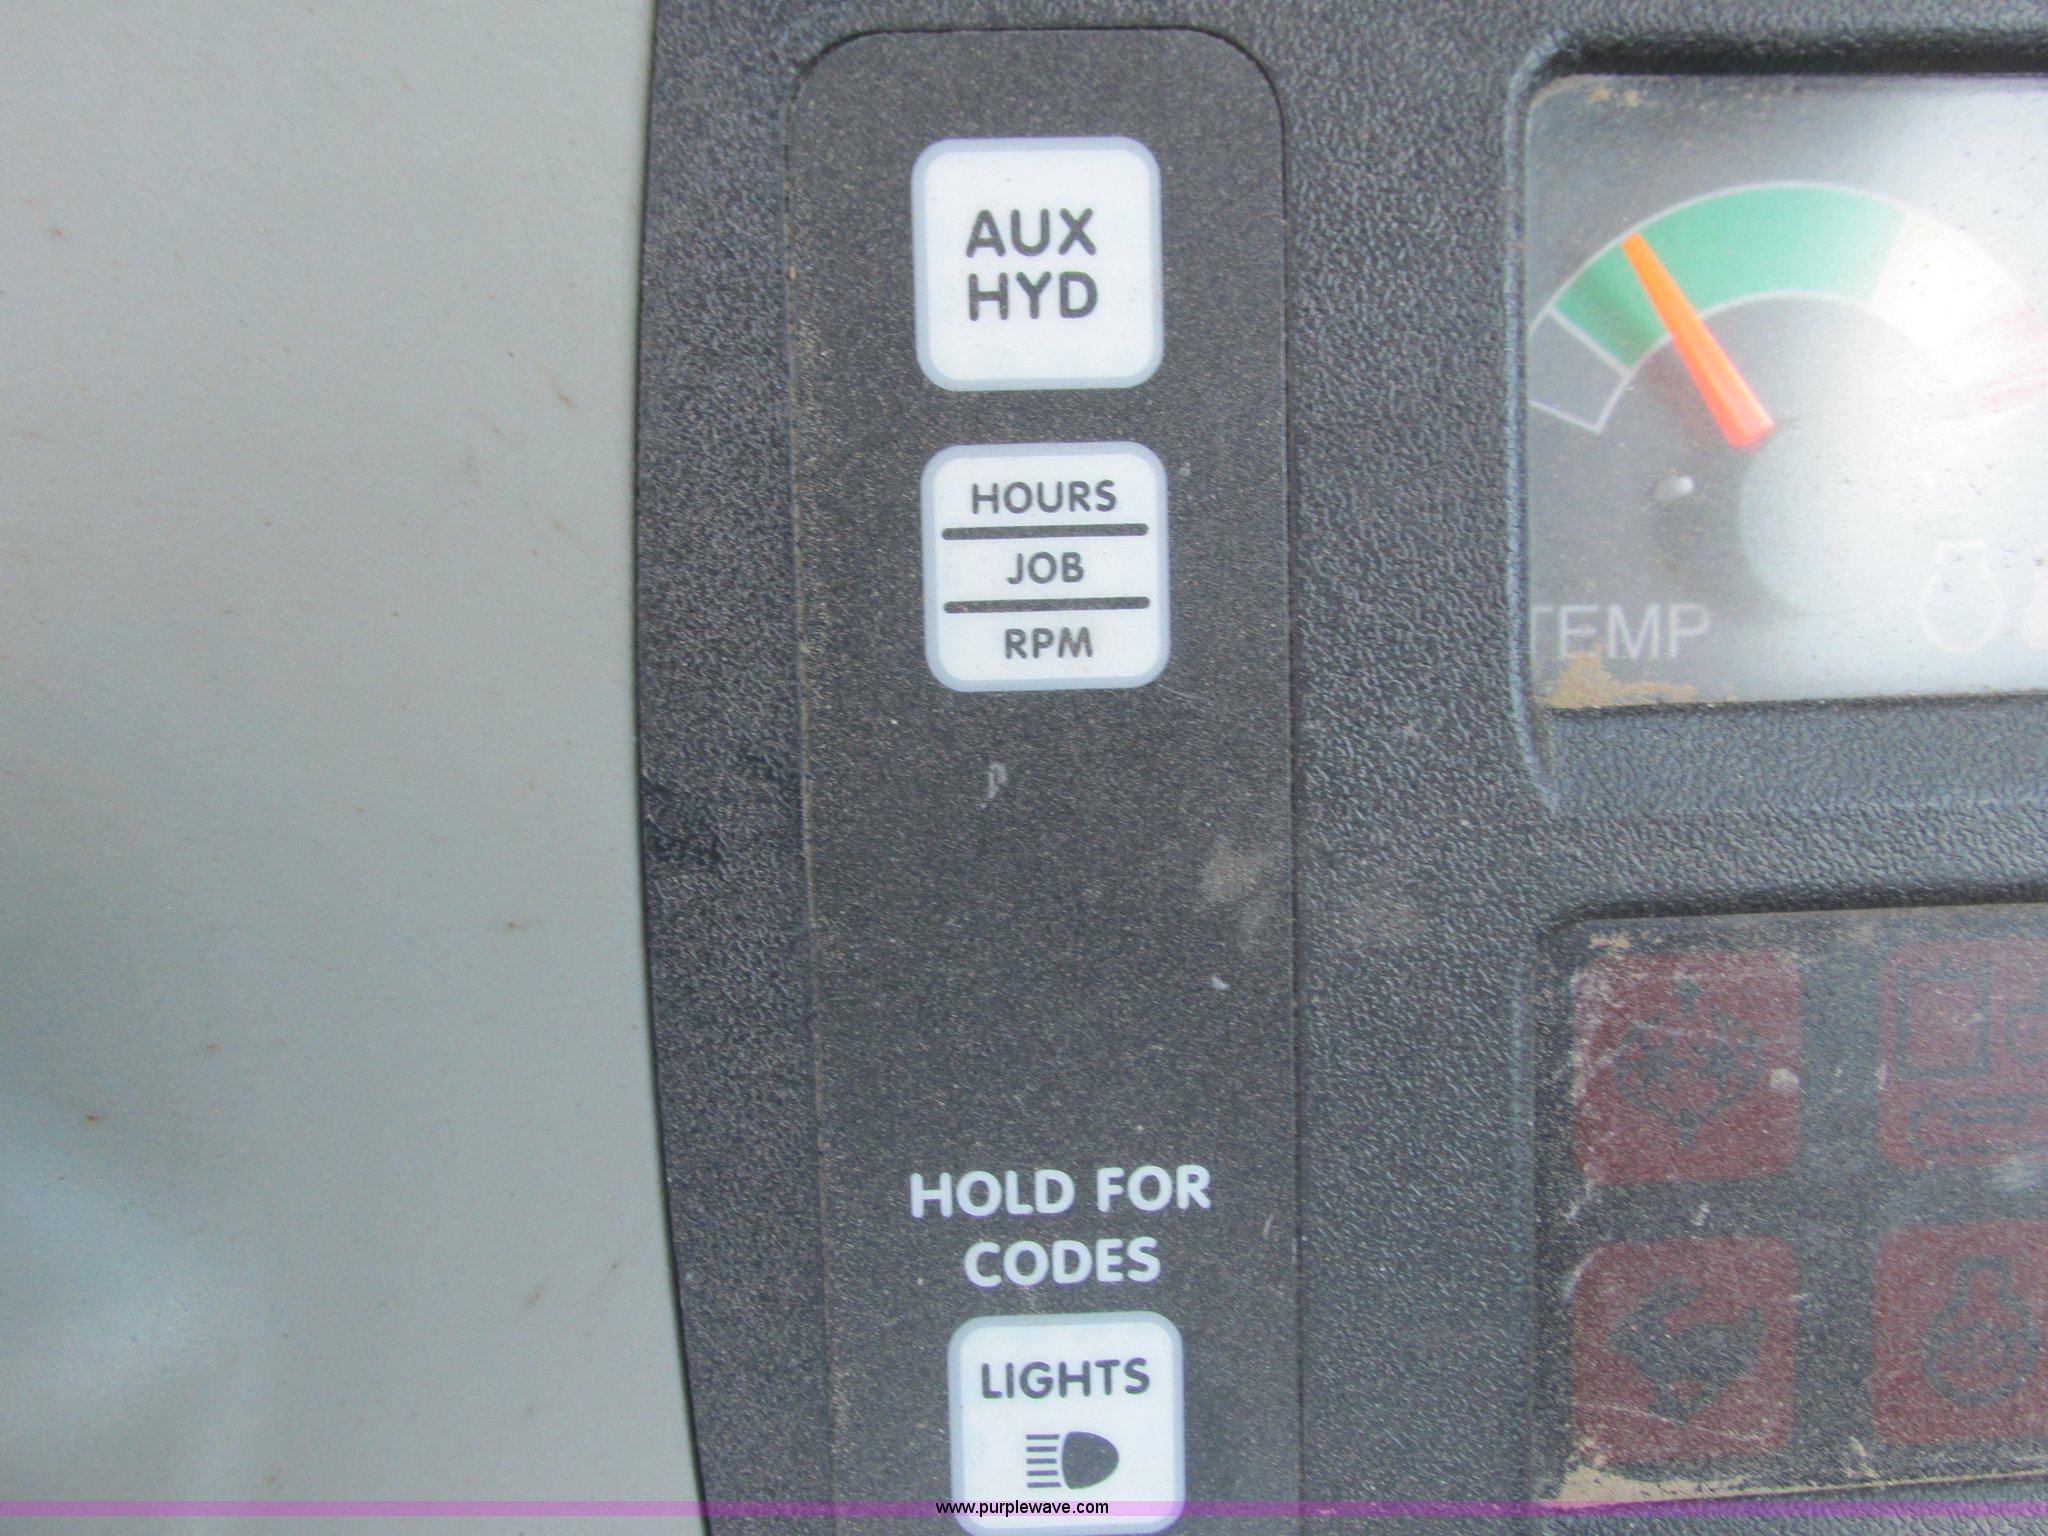 AUX
HYD
HOURS
JOB
RPM
TEMP
HOLD FOR
CODES
LIGHTS
www.purplewave.com